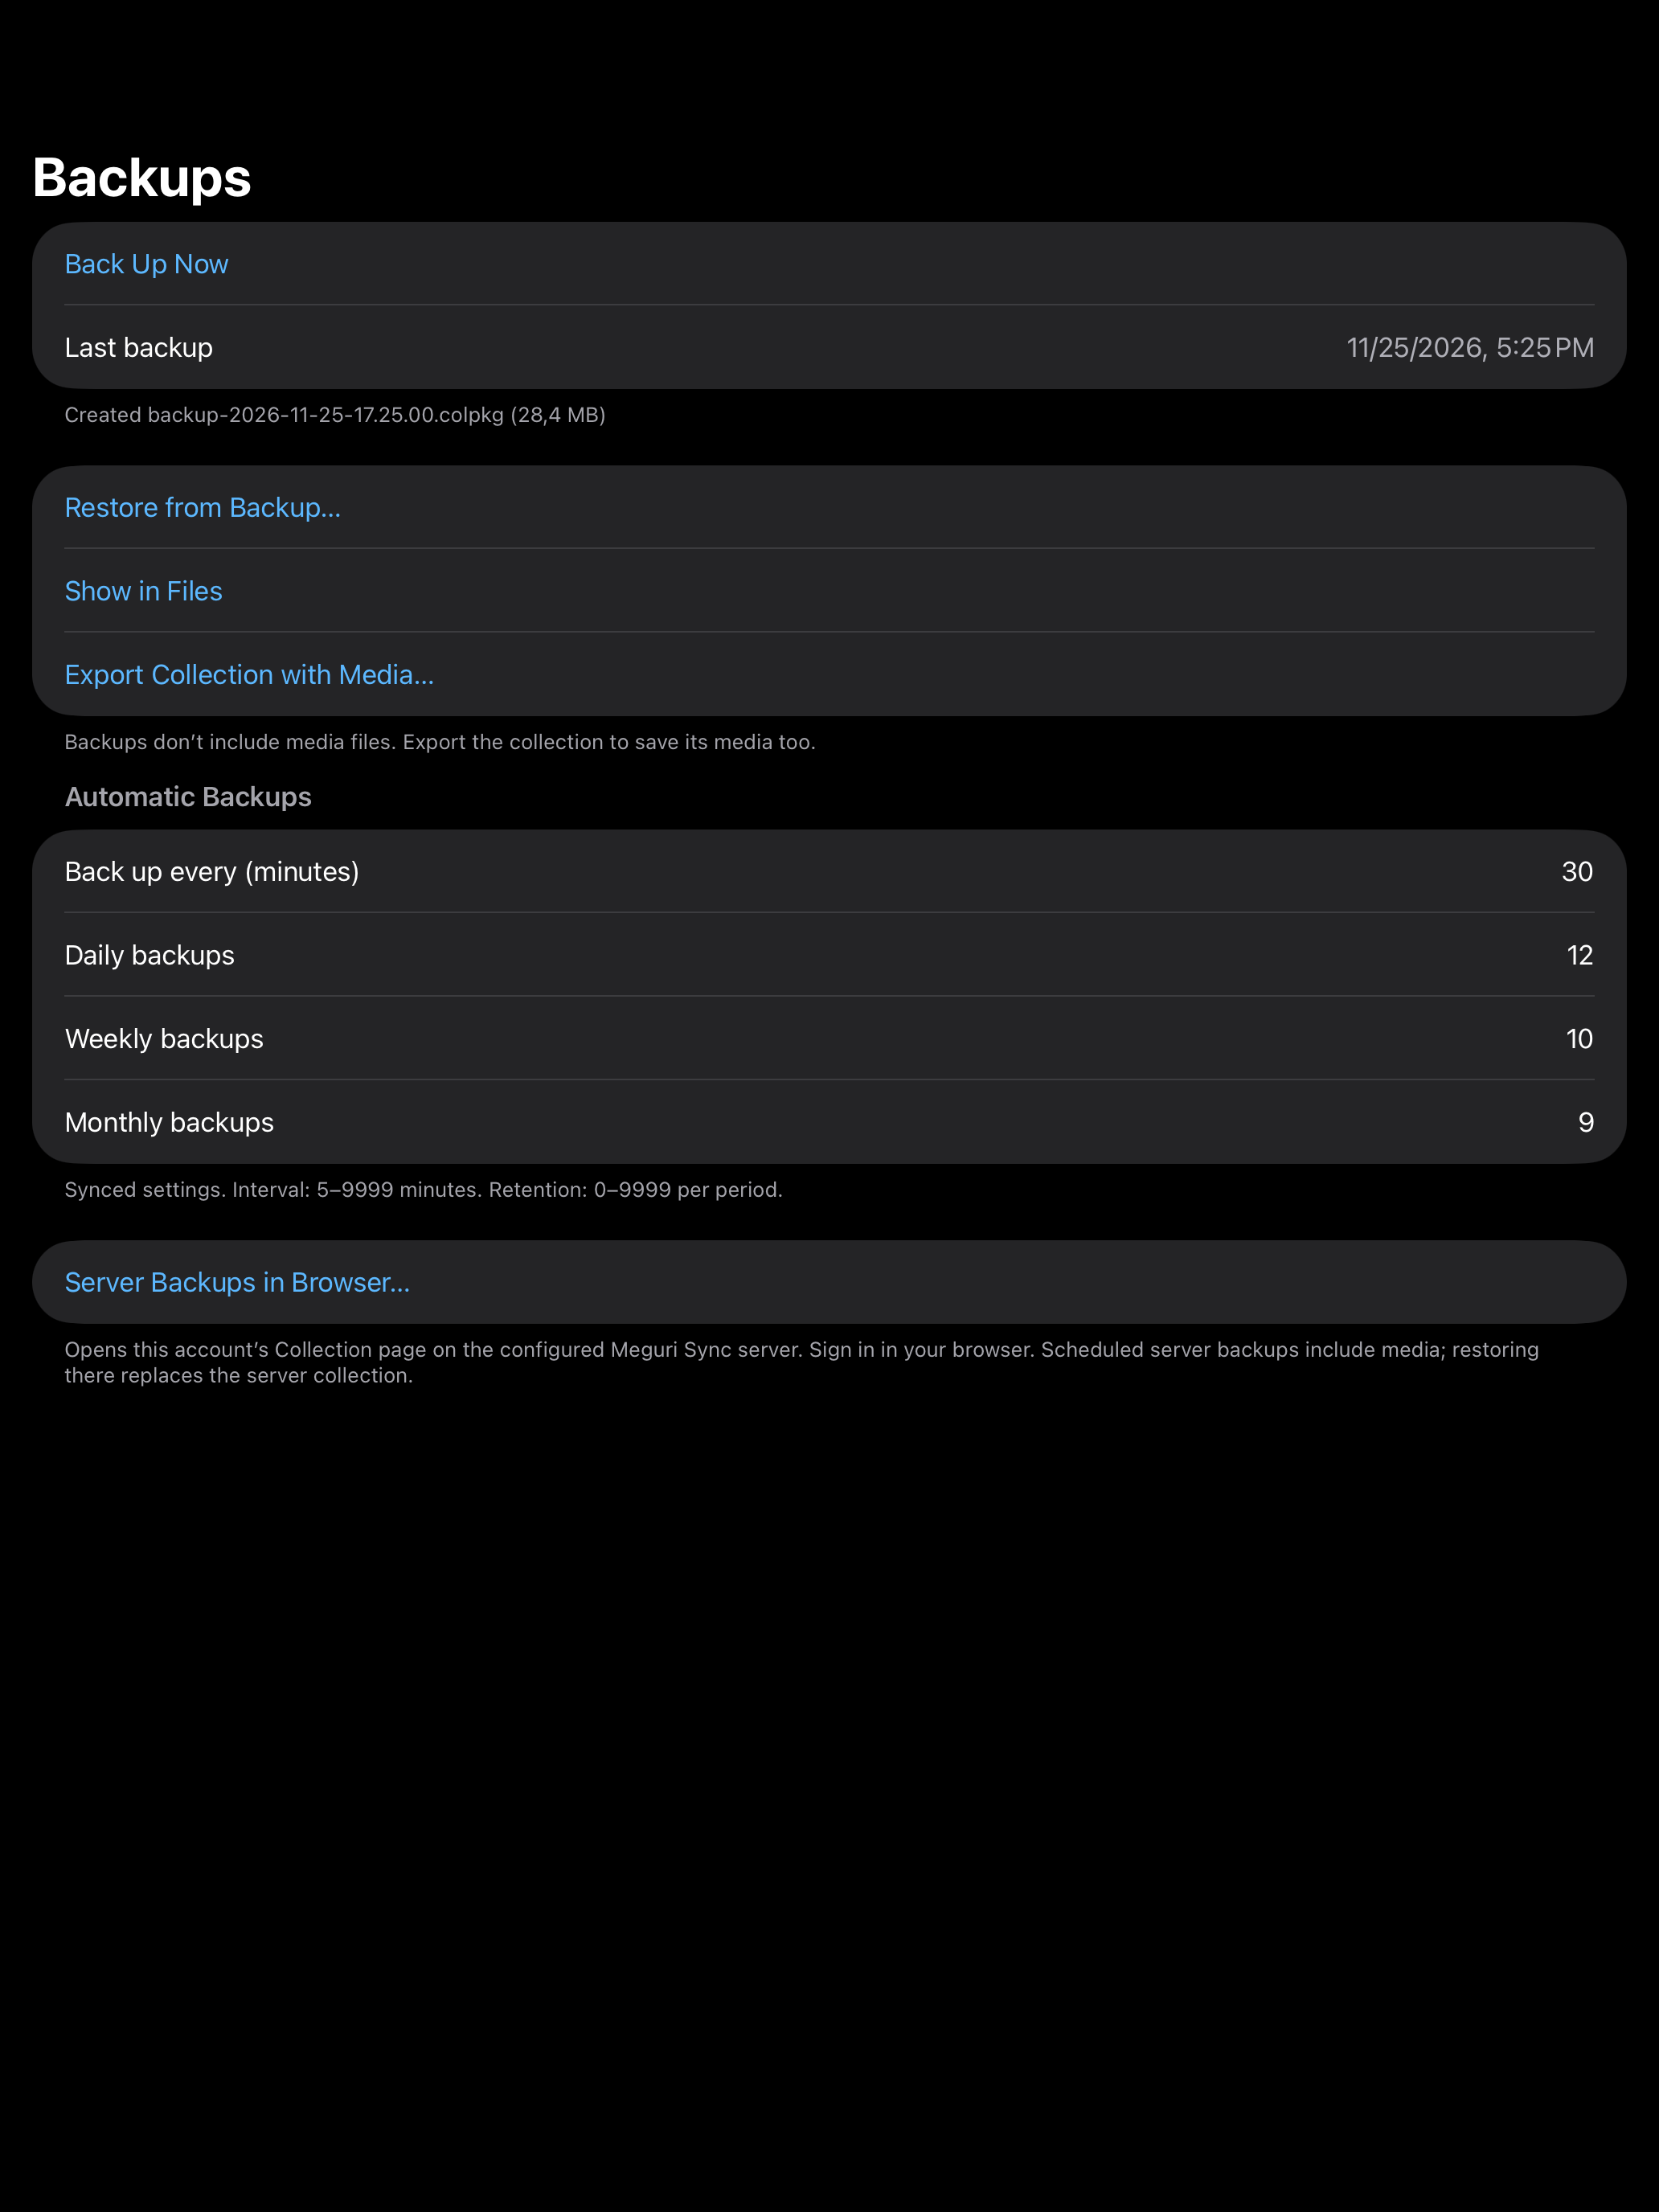 Backups
Back Up Now
Last backup 11/25/2026, 5:25 PM
Created backup-2026-11-25-17.25.00.colpkg (28,4 MB)
Restore from Backup…
Show in Files
Export Collection with Media…
Backups don’t include media files. Export the collection to save its media too.
Automatic Backups
Back up every (minutes) 30
Daily backups 12
Weekly backups 10
Monthly backups 9
Synced settings. Interval: 5–9999 minutes. Retention: 0–9999 per period.
Server Backups in Browser…
Opens this account’s Collection page on the configured Meguri Sync server. Sign in in your browser. Scheduled server backups include media; restoring
there replaces the server collection.